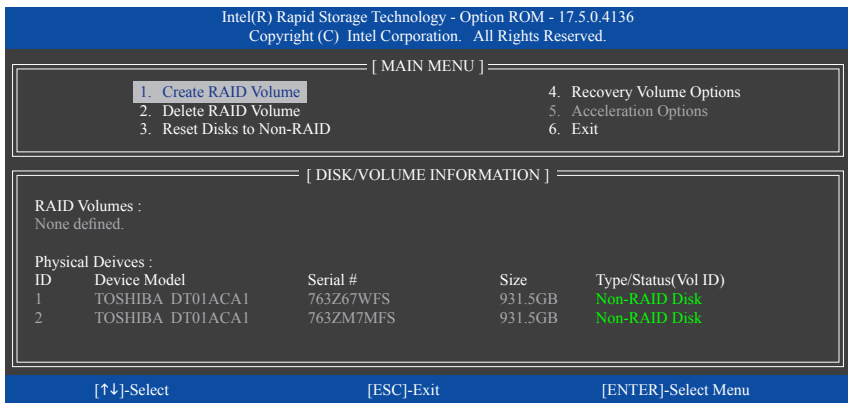 Intel(R) Rapid Storage Technology - Option ROM - 17.5.0.4136
Copyright (C) Intel Corporation. All Rights Reserved.
[ MAIN MENU ]
1. Create RAID Volume
2. Delete RAID Volume
3. Reset Disks to Non-RAID
4. Recovery Volume Options
5. Acceleration Options
6. Exit
[ DISK/VOLUME INFORMATION ]
RAID Volumes :
None defined.
Physical Deivces :
ID Device Model Serial # Size Type/Status(Vol ID)
1 TOSHIBA DT01ACA1 763Z67WFS 931.5GB Non-RAID Disk
2 TOSHIBA DT01ACA1 763ZM7MFS 931.5GB Non-RAID Disk
[↑↓]-Select [ESC]-Exit [ENTER]-Select Menu